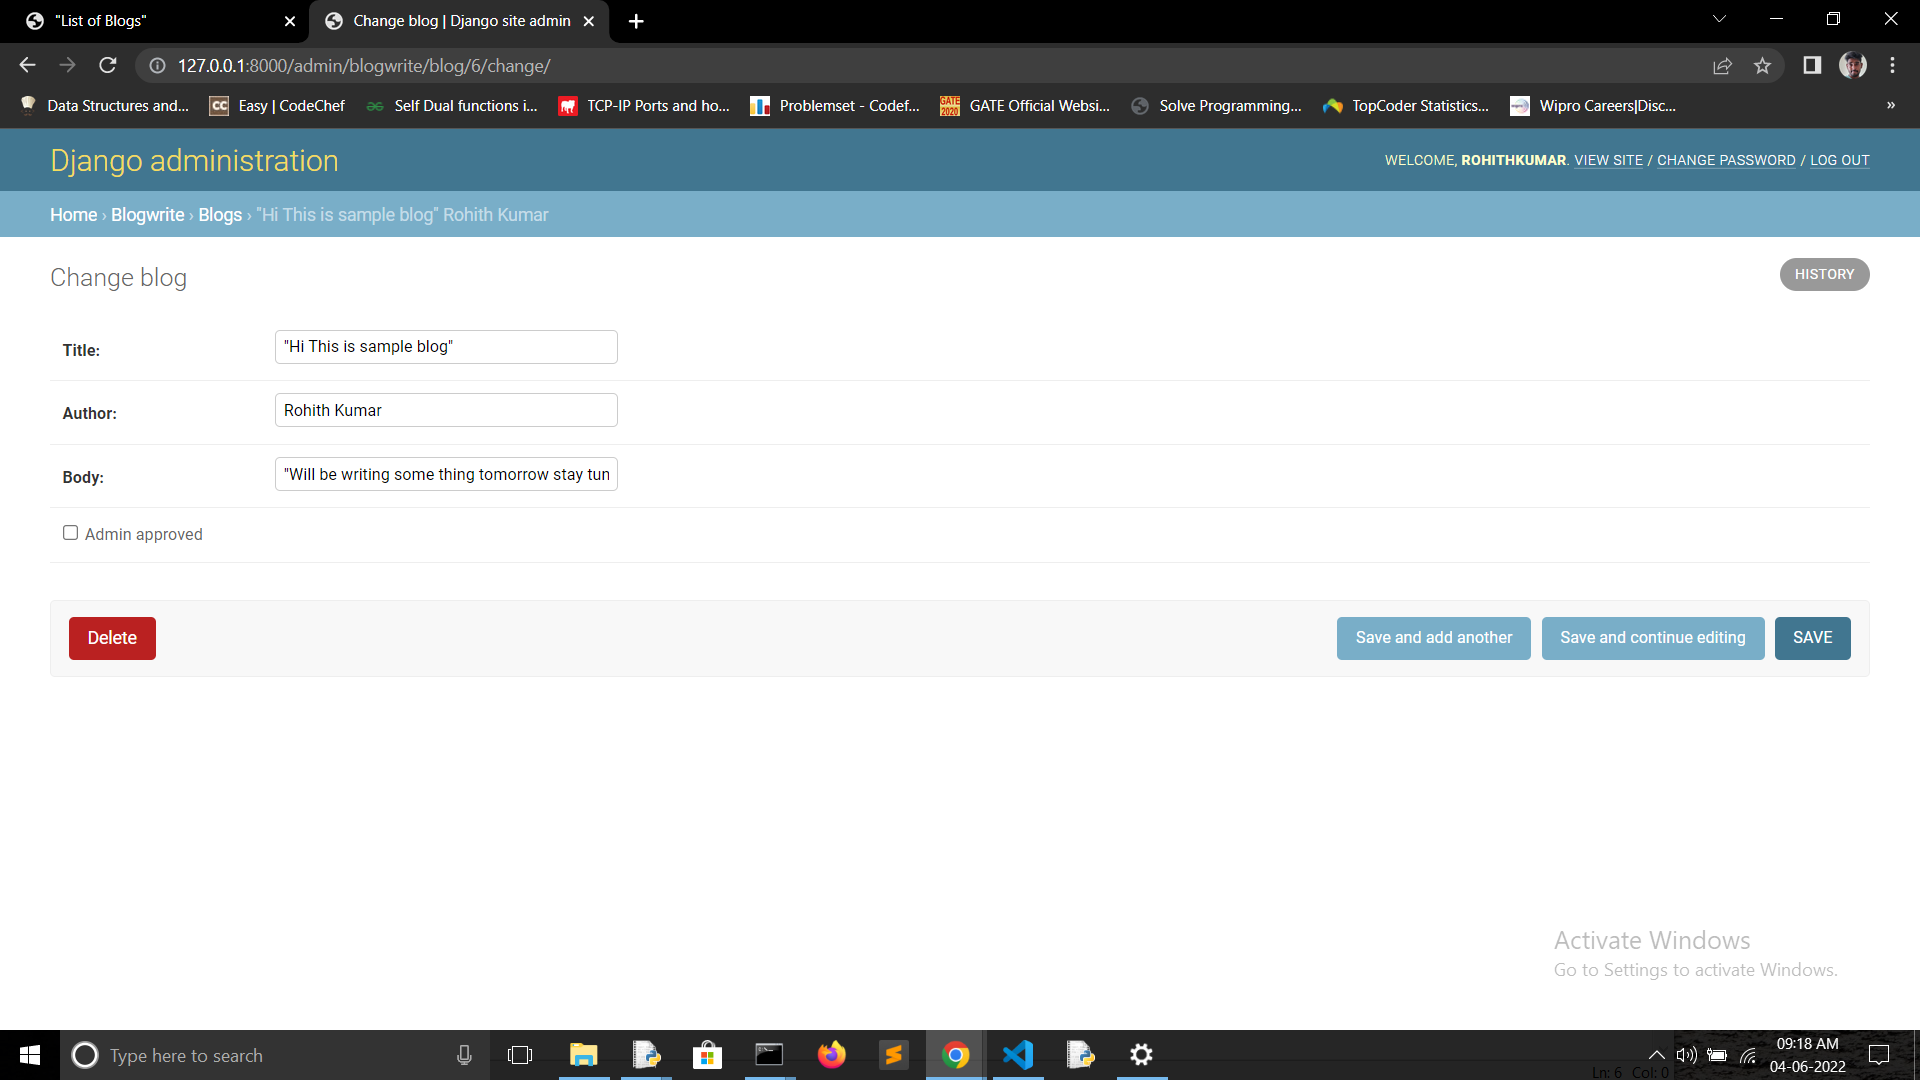 "List of Blogs"
Change blog | Django site admin
127.0.0.1:8000/admin/blogwrite/blog/6/change/
Data Structures and...
CC
Easy | CodeChef
Self Dual functions i...
TCP-IP Ports and ho...
Problemset - Codef...
GATE 2020
GATE Official Websi...
Solve Programming...
TopCoder Statistics...
Wipro Careers|Disc...
»
Django administration
WELCOME, ROHITHKUMAR. VIEW SITE / CHANGE PASSWORD / LOG OUT
Home › Blogwrite › Blogs › "Hi This is sample blog" Rohith Kumar
Change blog
HISTORY
Title:
"Hi This is sample blog"
Author:
Rohith Kumar
Body:
"Will be writing some thing tomorrow stay tun
Admin approved
Delete
Save and add another
Save and continue editing
SAVE
Activate Windows
Go to Settings to activate Windows.
Type here to search
09:18 AM
04-06-2022
Ln: 6 Col: 0